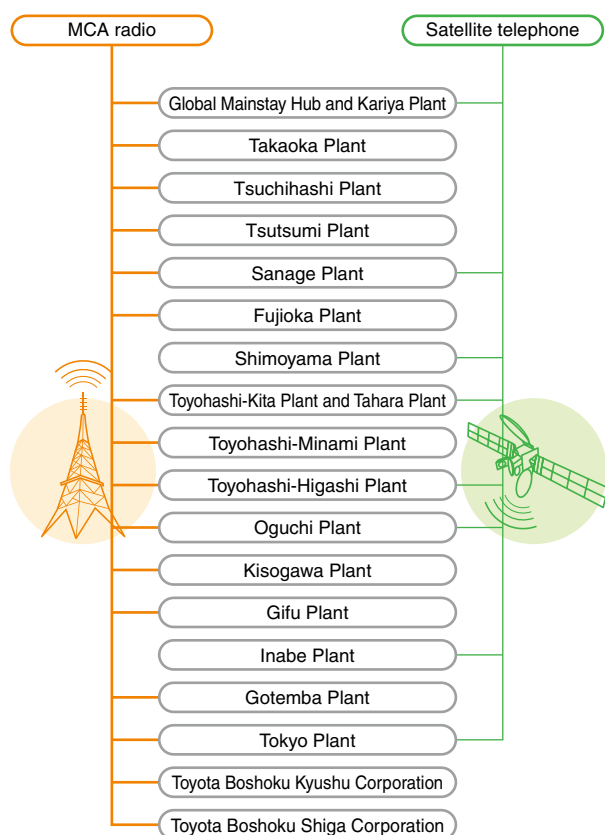 MCA radio
Satellite telephone
Global Mainstay Hub and Kariya Plant
Takaoka Plant
Tsuchihashi Plant
Tsutsumi Plant
Sanage Plant
Fujioka Plant
Shimoyama Plant
Toyohashi-Kita Plant and Tahara Plant
Toyohashi-Minami Plant
Toyohashi-Higashi Plant
Oguchi Plant
Kisogawa Plant
Gifu Plant
Inabe Plant
Gotemba Plant
Tokyo Plant
Toyota Boshoku Kyushu Corporation
Toyota Boshoku Shiga Corporation